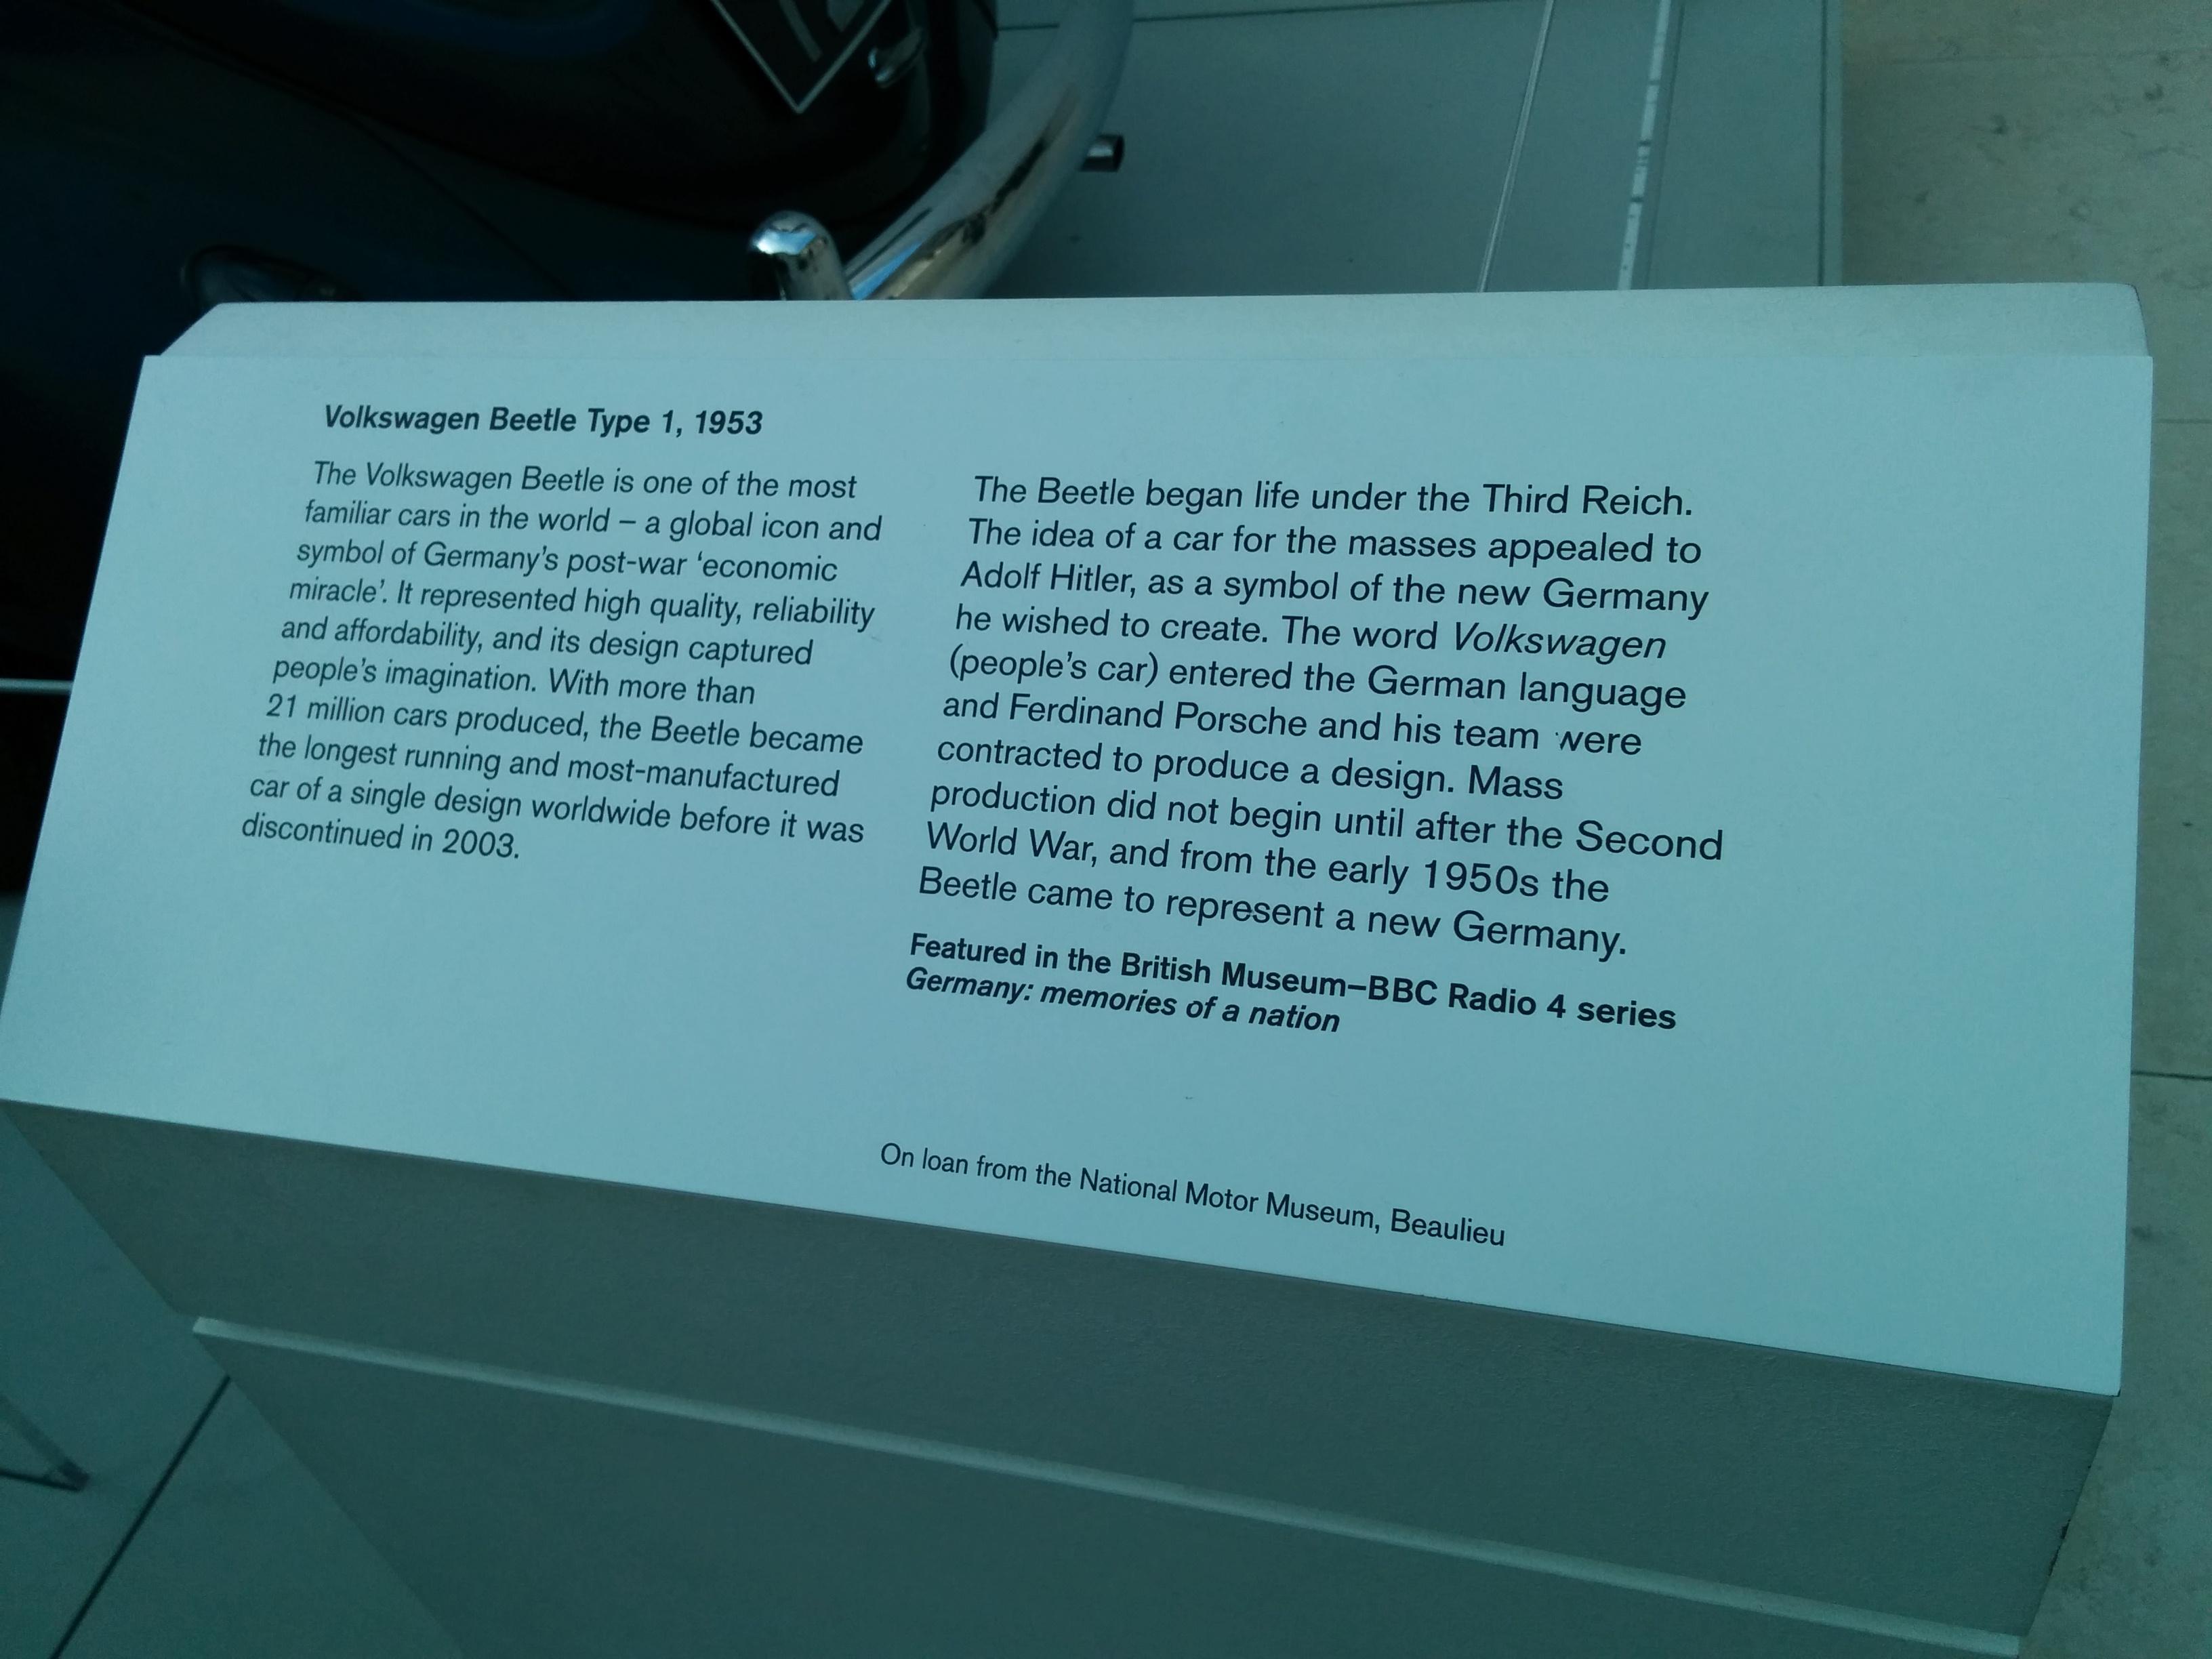 Volkswagen Beetle Type 1, 1953
The Volkswagen Beetle is one of the most
familiar cars in the world – a global icon and
symbol of Germany's post-war ‘economic
miracle’. It represented high quality, reliability
and affordability, and its design captured
people's imagination. With more than
21 million cars produced, the Beetle became
the longest running and most-manufactured
car of a single design worldwide before it was
discontinued in 2003.
The Beetle began life under the Third Reich.
The idea of a car for the masses appealed to
Adolf Hitler, as a symbol of the new Germany
he wished to create. The word Volkswagen
(people's car) entered the German language
and Ferdinand Porsche and his team were
contracted to produce a design. Mass
production did not begin until after the Second
World War, and from the early 1950s the
Beetle came to represent a new Germany.
Featured in the British Museum–BBC Radio 4 series
Germany: memories of a nation
On loan from the National Motor Museum, Beaulieu